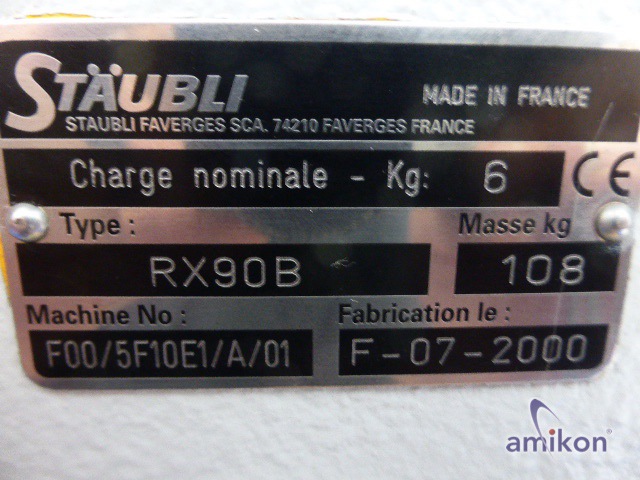 STÄUBLI MADE IN FRANCE
STAUBLI FAVERGES SCA. 74210 FAVERGES FRANCE
Charge nominale - Kg: 6 CE
Type : Masse kg
RX90B 108
Machine No : Fabrication le :
F00/5F10E1/A/01 F-07-2000
amikon